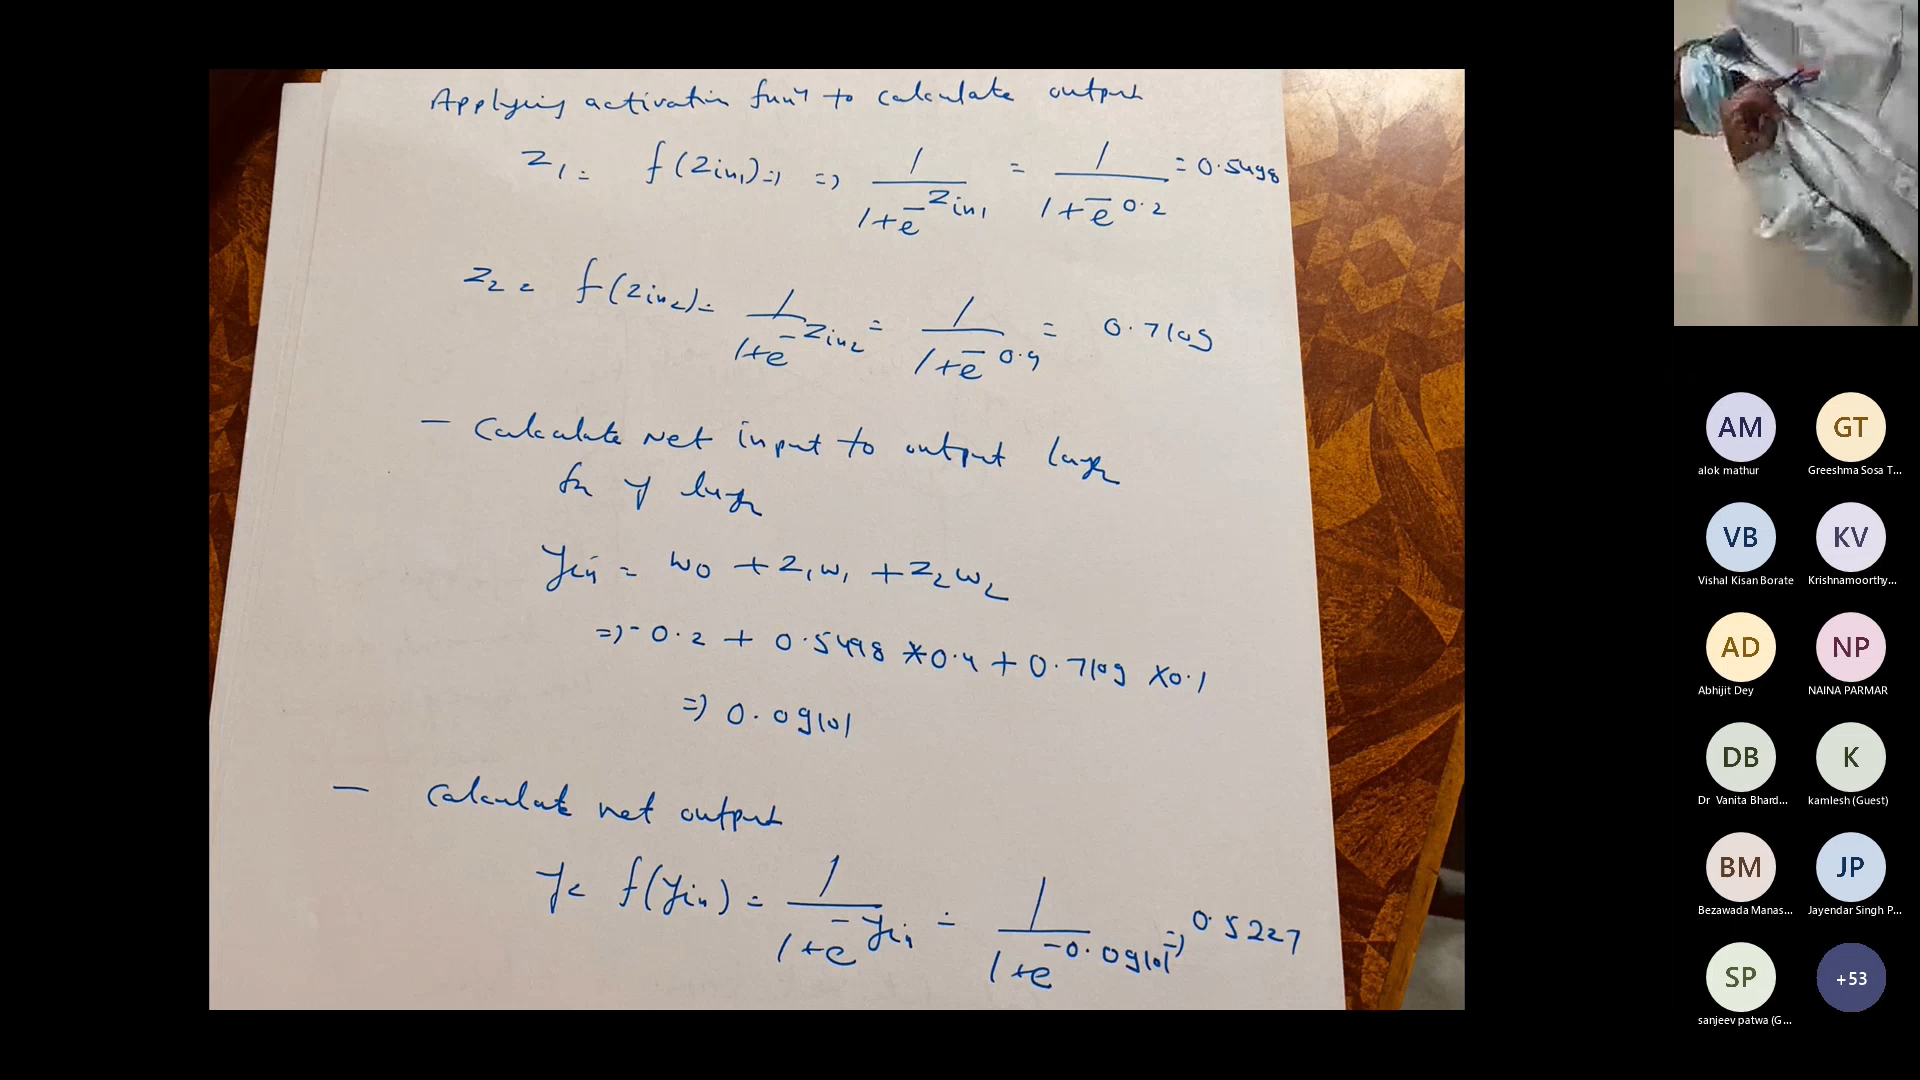 Applying activatin funⁿ to calculate output
z₁ = f(zin₁) => => 1/(1+e^-zin₁) = 1/(1+e^-0.2) = 0.5498
z₂ = f(zin₂) = 1/(1+e^-zin₂) = 1/(1+e^-0.9) = 0.7109
- Calculate Net input to output layer
for y layer
yin = w0 + z₁w₁ + z₂w₂
=> -0.2 + 0.5498 *0.4 + 0.7109 x0.1
=> 0.09101
- Calculate net output
y = f(yin) = 1/(1+e^-yin) = 1/(1+e^-0.09101) => 0.5227
AM
GT
alok mathur
Greeshma Sosa T...
VB
KV
Vishal Kisan Borate
Krishnamoorthy...
AD
NP
Abhijit Dey
NAINA PARMAR
DB
K
Dr Vanita Bhard...
kamlesh (Guest)
BM
JP
Bezawada Manas...
Jayendar Singh P...
SP
+53
sanjeev patwa (G...